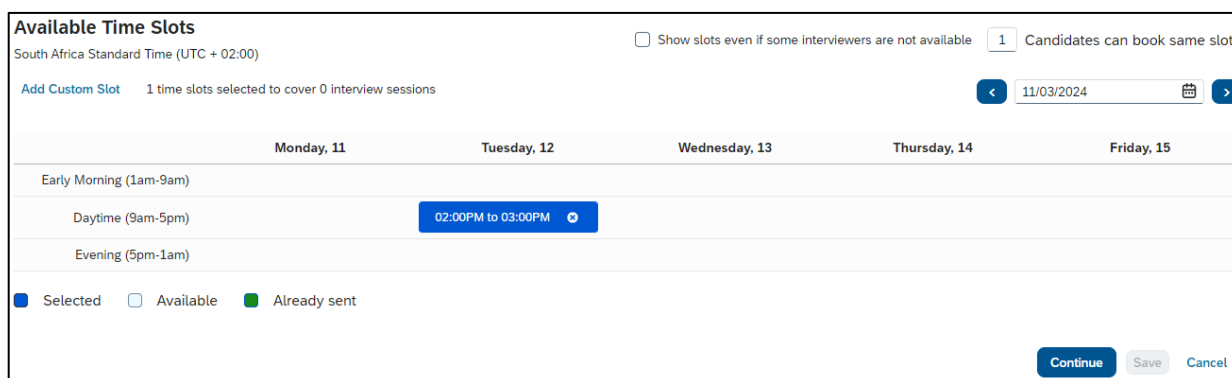 Available Time Slots
South Africa Standard Time (UTC + 02:00)
Show slots even if some interviewers are not available 1 Candidates can book same slot
Add Custom Slot 1 time slots selected to cover 0 interview sessions
11/03/2024
Monday, 11 Tuesday, 12 Wednesday, 13 Thursday, 14 Friday, 15
Early Morning (1am-9am)
Daytime (9am-5pm) 02:00PM to 03:00PM
Evening (5pm-1am)
Selected Available Already sent
Continue Save Cancel